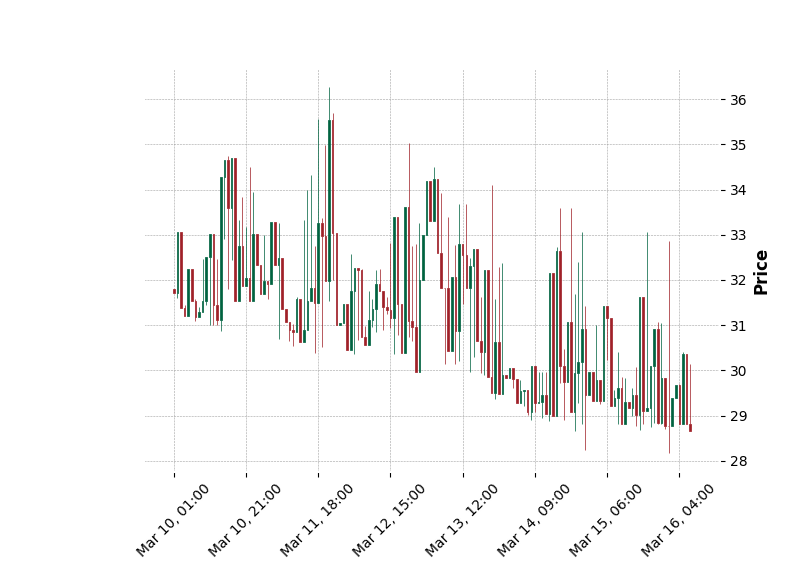 36
35
34
33
32
31
30
29
28
Price
Mar 10, 01:00
Mar 10, 21:00
Mar 11, 18:00
Mar 12, 15:00
Mar 13, 12:00
Mar 14, 09:00
Mar 15, 06:00
Mar 16, 04:00